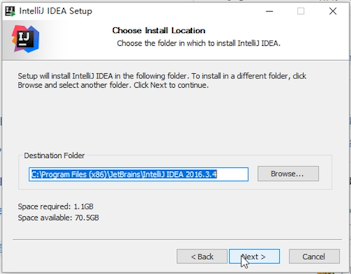 IntelliJ IDEA Setup
Choose Install Location
Choose the folder in which to install IntelliJ IDEA.
Setup will install IntelliJ IDEA in the following folder. To install in a different folder, click
Browse and select another folder. Click Next to continue.
Destination Folder
C:\Program Files (x86)\JetBrains\IntelliJ IDEA 2016.3.4
Browse...
Space required: 1.1GB
Space available: 70.5GB
< Back
Next >
Cancel